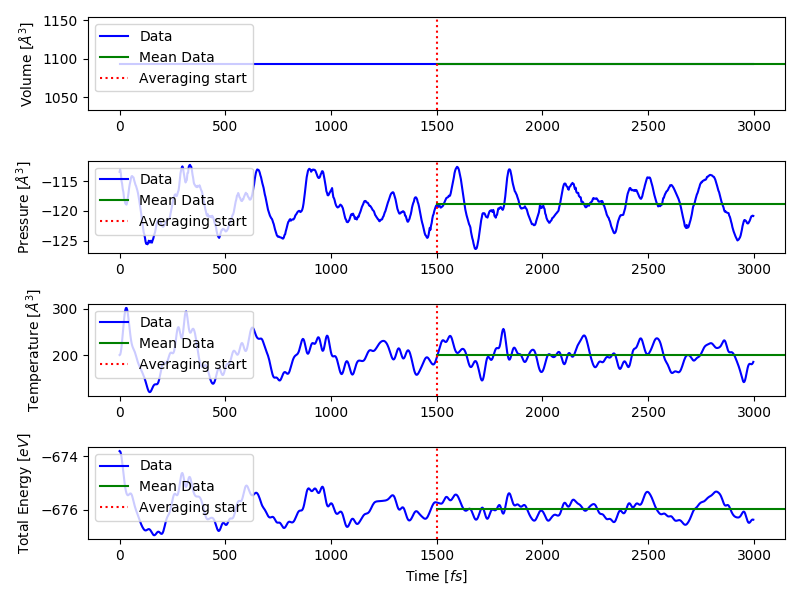 Volume [Å³]
1150
1100
1050
Data
Mean Data
Averaging start
0 500 1000 1500 2000 2500 3000
Pressure [Å³]
−115
−120
−125
Data
Mean Data
Averaging start
0 500 1000 1500 2000 2500 3000
Temperature [Å³]
300
200
Data
Mean Data
Averaging start
0 500 1000 1500 2000 2500 3000
Total Energy [eV]
−674
−676
Data
Mean Data
Averaging start
0 500 1000 1500 2000 2500 3000
Time [fs]